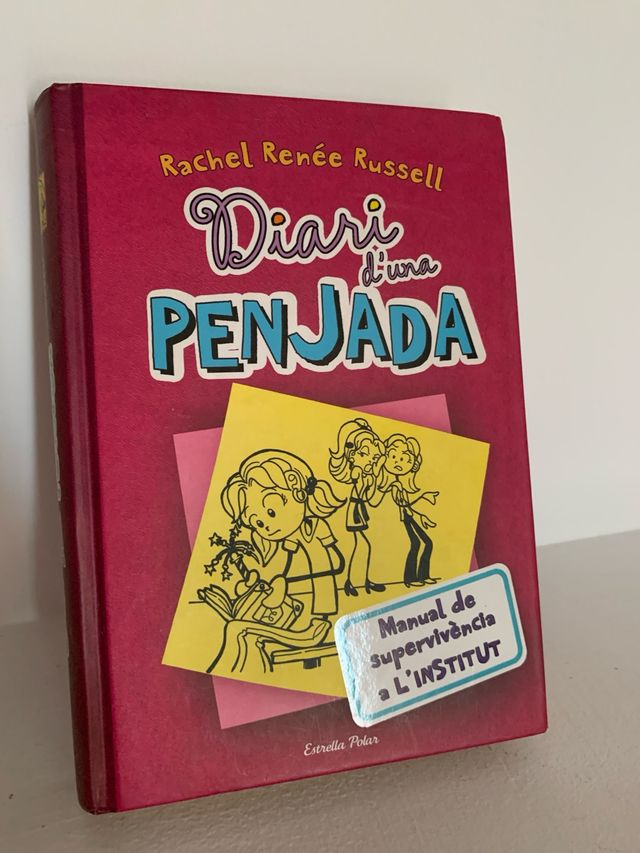 Rachel Renée Russell
Diari
d'una
PENJADA
Manual de
supervivència
a L'INSTITUT
Estrella Polar